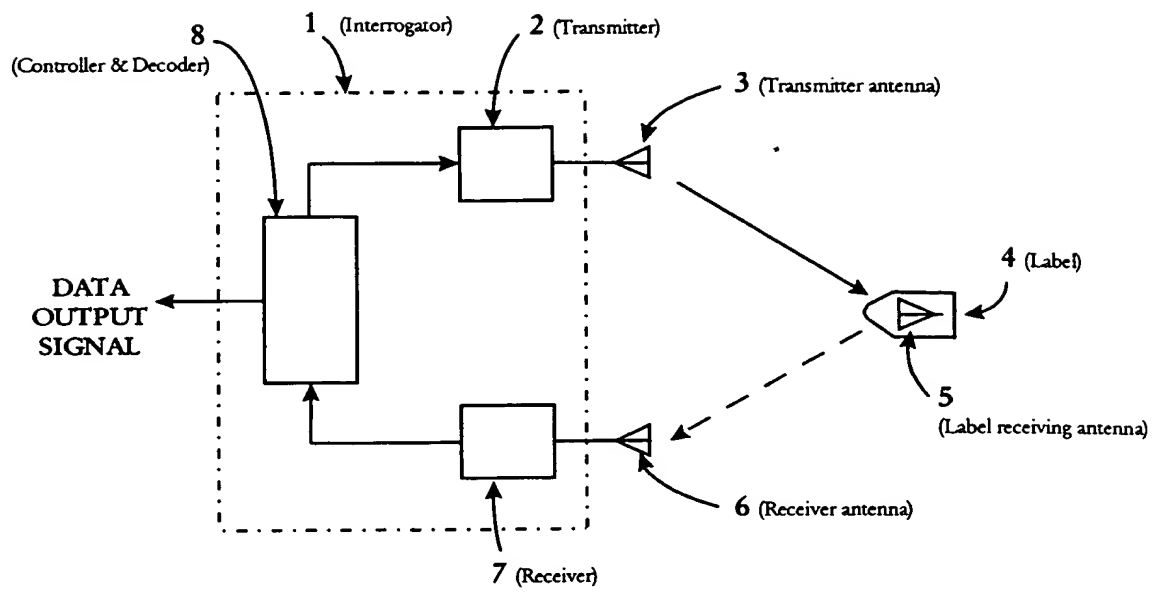 1 (Interrogator)
2 (Transmitter)
8
(Controller & Decoder)
3 (Transmitter antenna)
4 (Label)
DATA
OUTPUT
SIGNAL
5
(Label receiving antenna)
6 (Receiver antenna)
7 (Receiver)